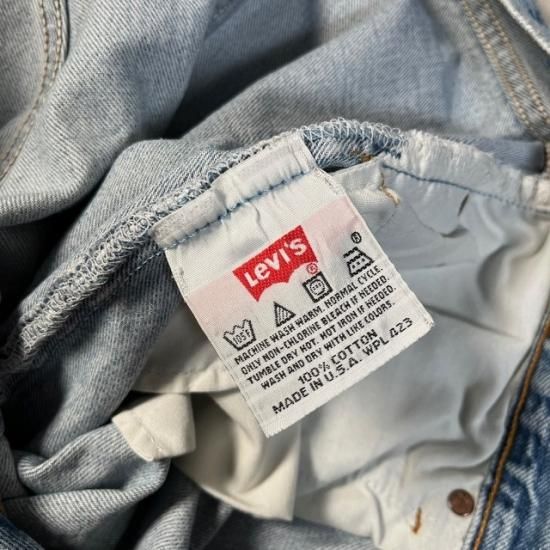 LEVI'S
105F
MACHINE WASH WARM. NORMAL CYCLE.
ONLY NON-CHLORINE BLEACH IF NEEDED.
TUMBLE DRY HOT. HOT IRON IF NEEDED.
WASH AND DRY WITH LIKE COLORS.
100% COTTON
MADE IN U.S.A. WPL 423